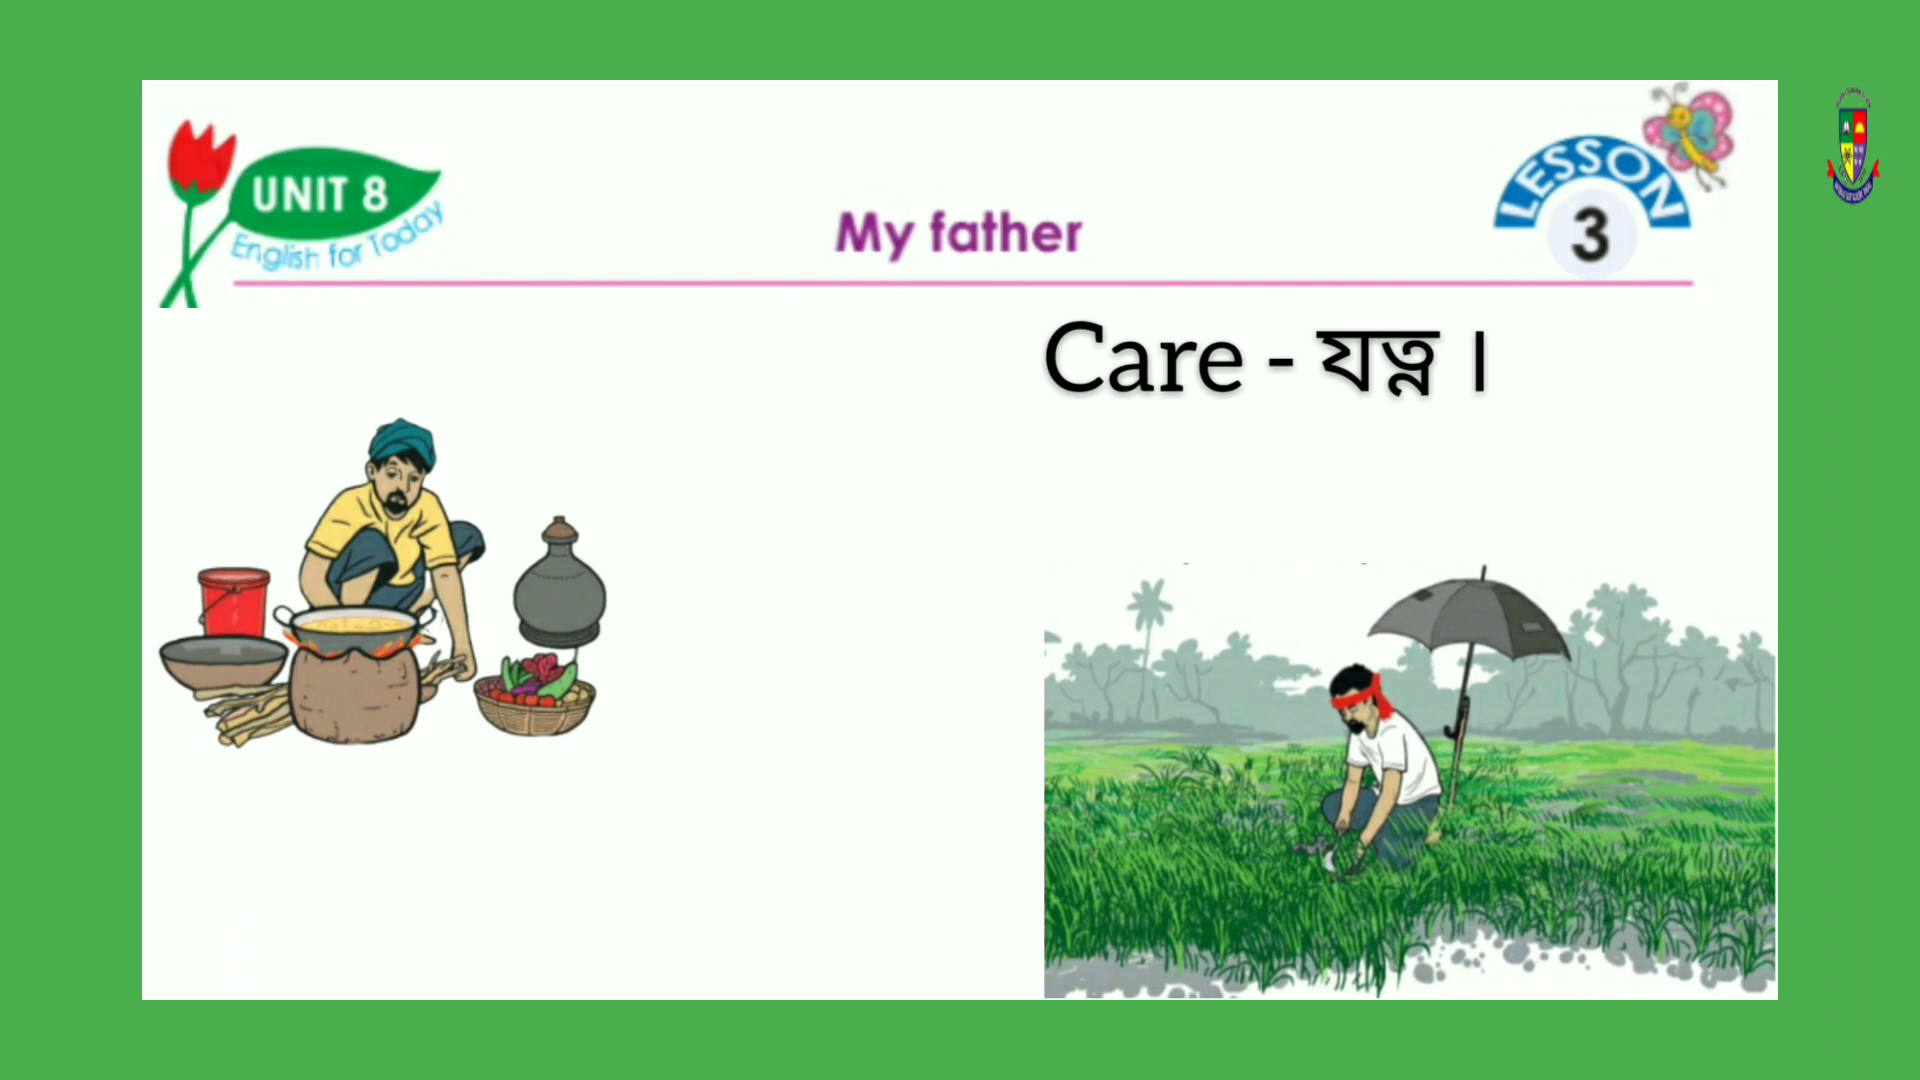 UNIT 8
English for Today
My father
LESSON
3
Care - যত্ন ।